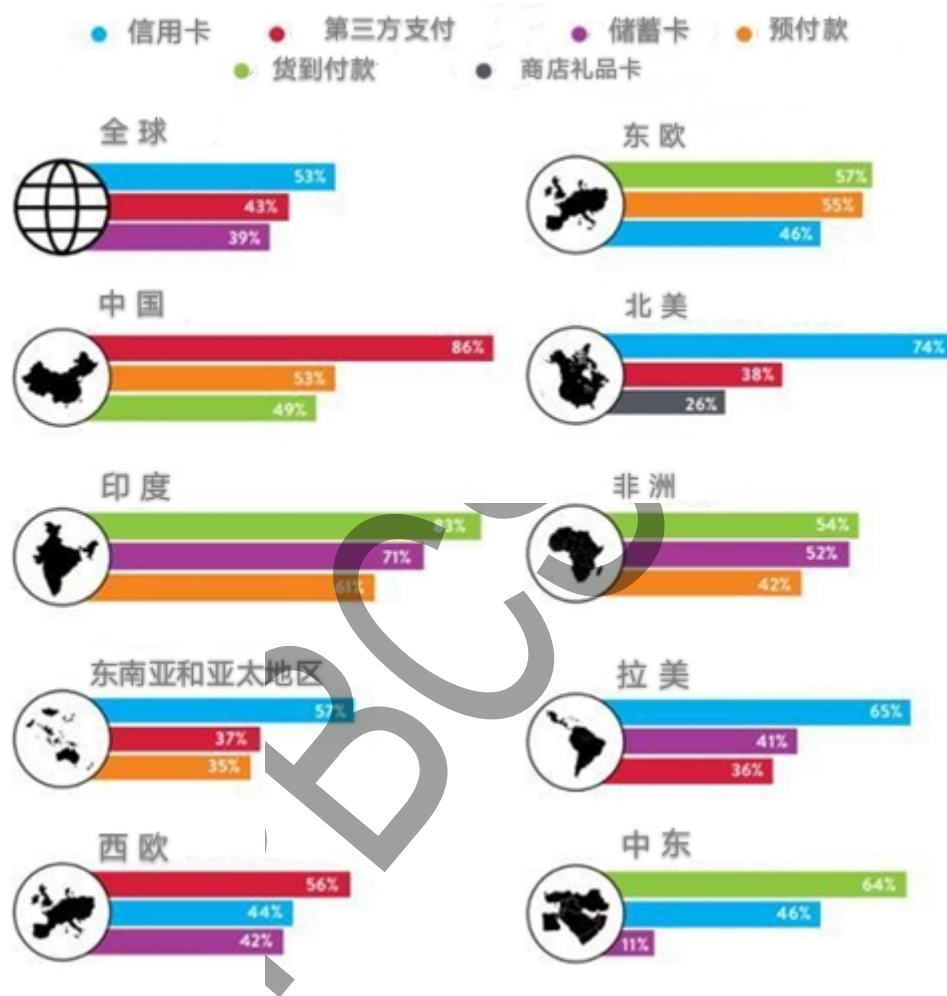 信用卡 第三方支付 储蓄卡 预付款
货到付款 商店礼品卡
全球
53%
43%
39%
东欧
57%
55%
46%
中国
86%
53%
49%
北美
74%
38%
26%
印度
83%
71%
61%
非洲
54%
52%
42%
东南亚和亚太地区
57%
37%
35%
拉美
65%
41%
36%
西欧
56%
44%
42%
中东
64%
46%
11%